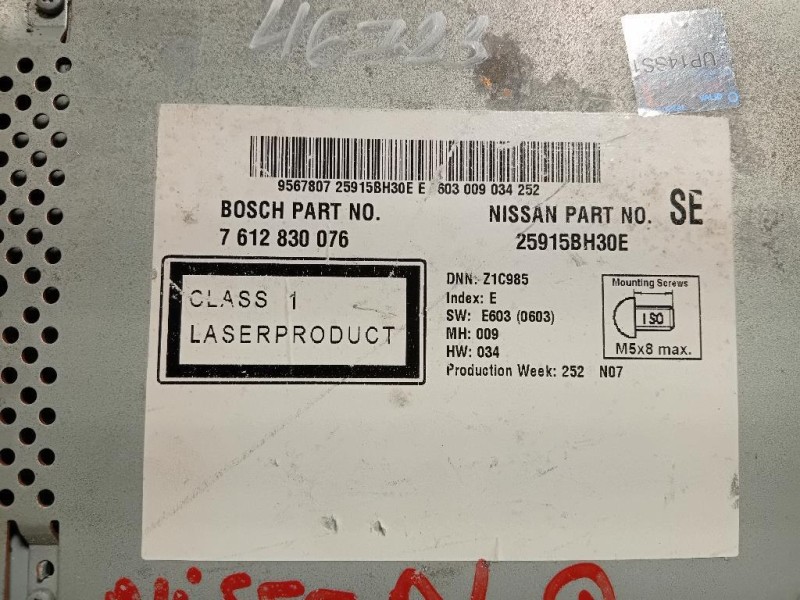 UP14SS1
9567807 25915BH30E E 603 009 034 252
BOSCH PART NO.
7 612 830 076
NISSAN PART NO. SE
25915BH30E
CLASS 1
LASERPRODUCT
DNN: Z1C985
Index: E
SW: E603 (0603)
MH: 009
HW: 034
Production Week: 252 N07
Mounting Screws
ISO
M5x8 max.